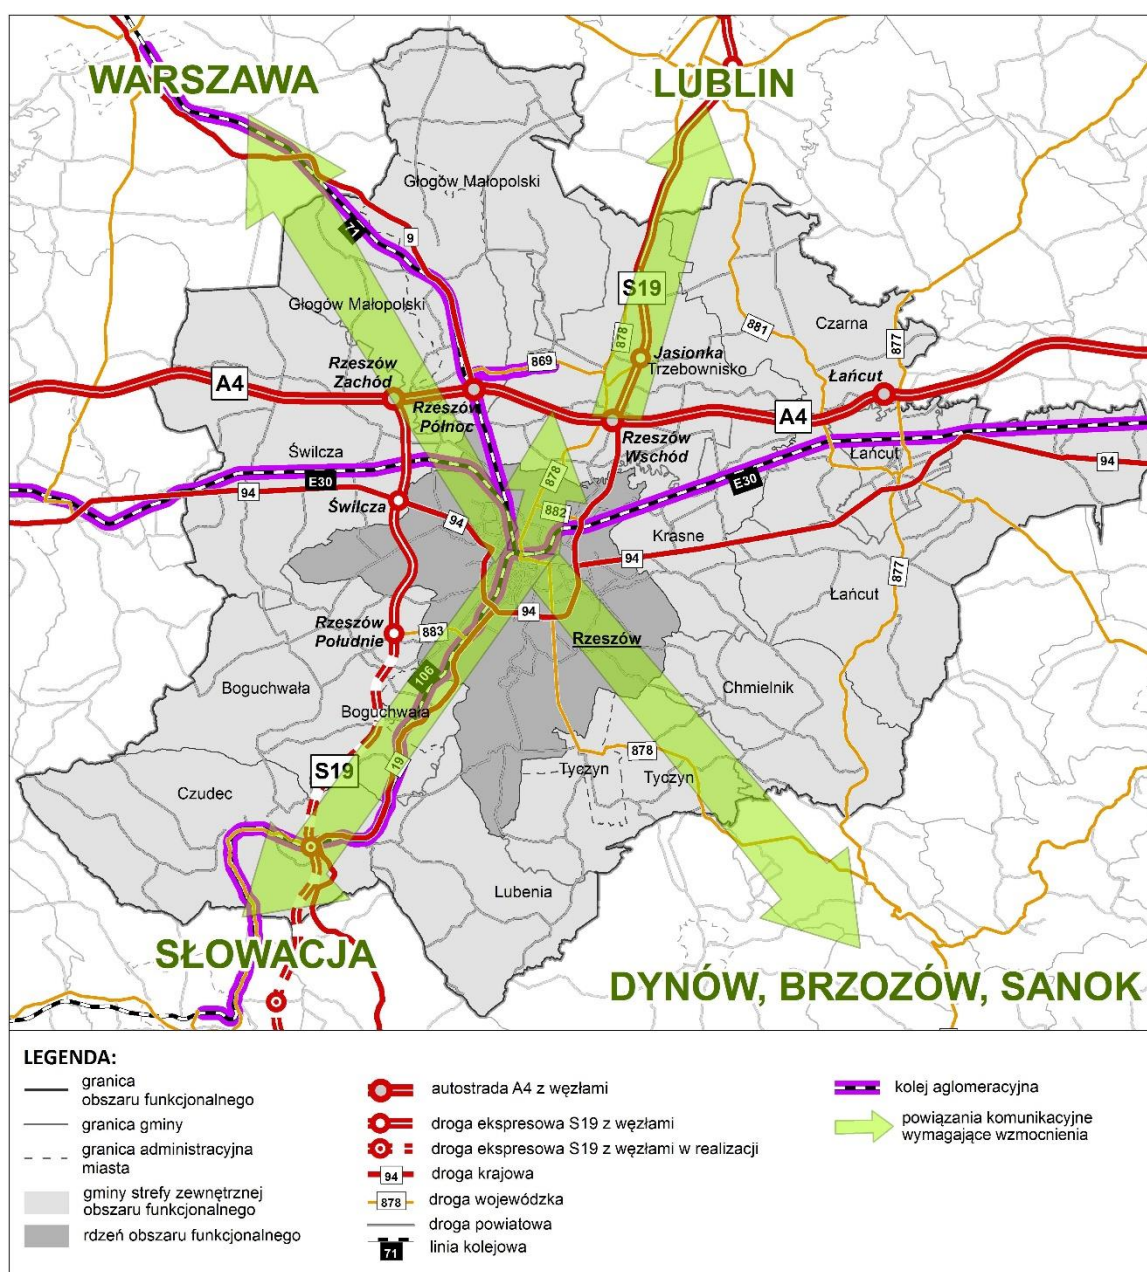 WARSZAWA
LUBLIN
Głogów Małopolski
71
9
S19
Głogów Małopolski
878
881
Czarna
877
869
Jasionka
Trzebownisko
Rzeszów
Zachód
A4
Łańcut
Rzeszów
Północ
A4
Rzeszów
Wschód
Świlcza
878
Łańcut
94
E30
E30
94
Świlcza
94
882
Krasne
94
877
Łańcut
94
Rzeszów
Południe
883
Rzeszów
106
Boguchwała
Chmielnik
Boguchwała
878
19
S19
Tyczyn
Tyczyn
Czudec
Lubenia
SŁOWACJA
DYNÓW, BRZOZÓW, SANOK
LEGENDA:
granica
obszaru funkcjonalnego
granica gminy
granica administracyjna
miasta
gminy strefy zewnętrznej
obszaru funkcjonalnego
rdzeń obszaru funkcjonalnego
autostrada A4 z węzłami
droga ekspresowa S19 z węzłami
droga ekspresowa S19 z węzłami w realizacji
94 droga krajowa
878 droga wojewódzka
droga powiatowa
71 linia kolejowa
kolej aglomeracyjna
powiązania komunikacyjne
wymagające wzmocnienia